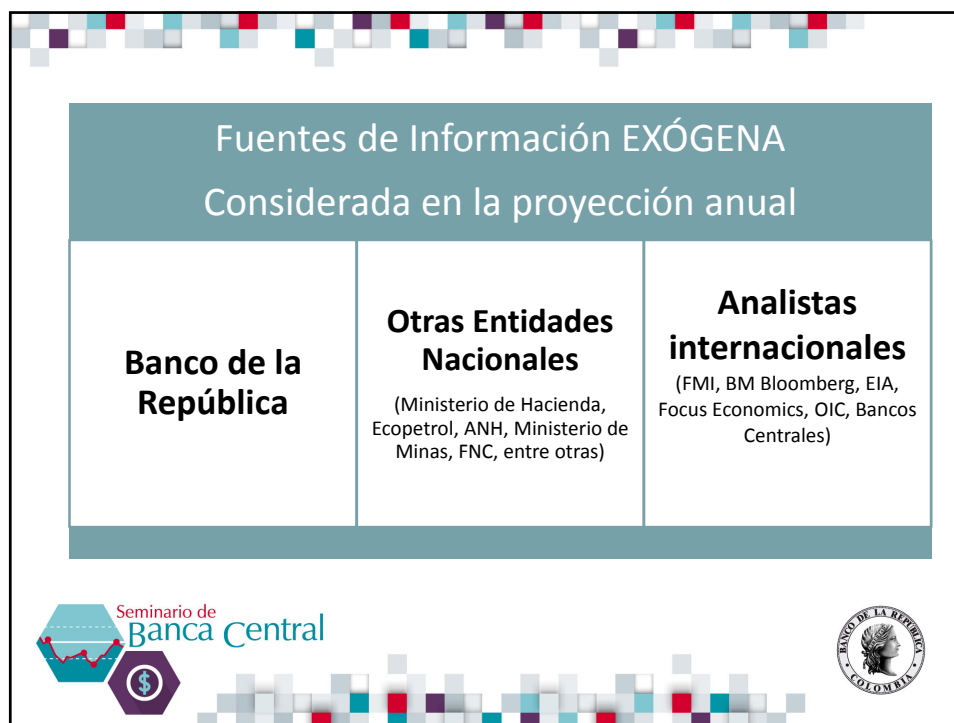 Fuentes de Información EXÓGENA
Considerada en la proyección anual
Banco de la
República
Otras Entidades
Nacionales
(Ministerio de Hacienda,
Ecopetrol, ANH, Ministerio de
Minas, FNC, entre otras)
Analistas
internacionales
(FMI, BM Bloomberg, EIA,
Focus Economics, OIC, Bancos
Centrales)
Seminario de
Banca Central
$
BANCO DE LA REPÚBLICA
COLOMBIA